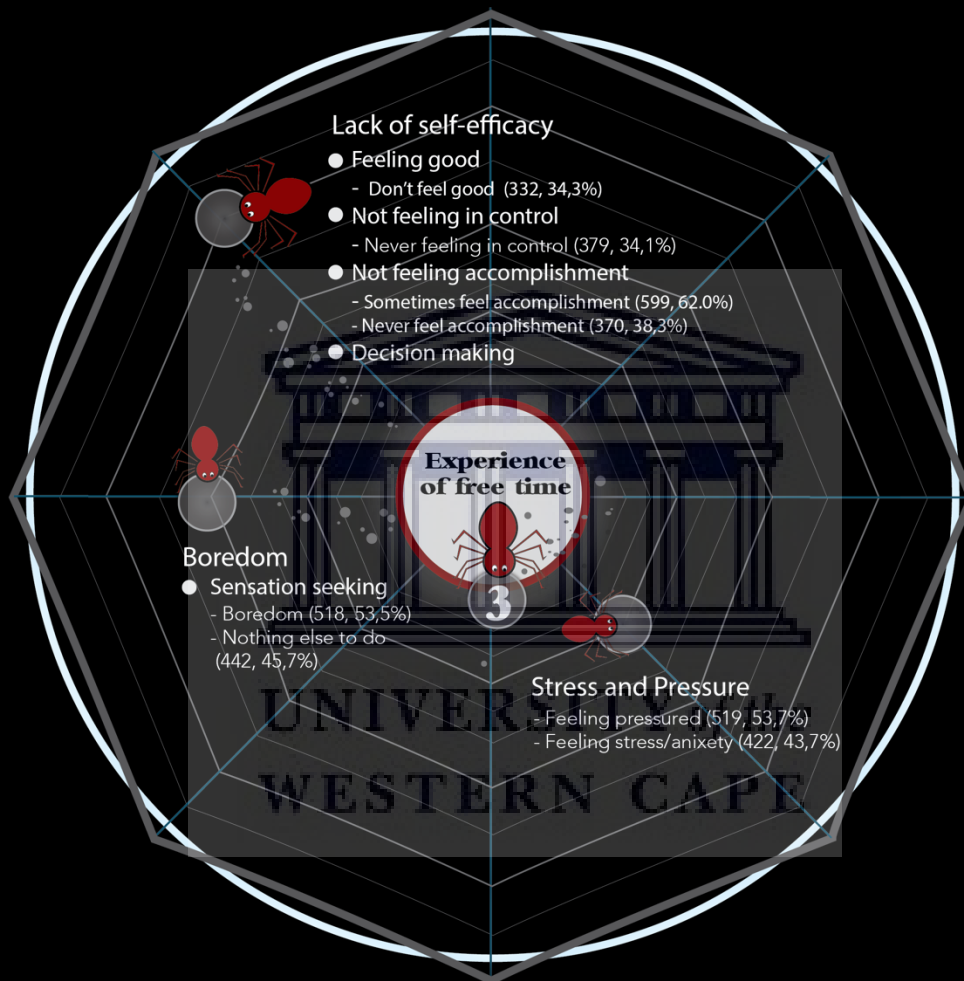 Lack of self-efficacy
Feeling good
- Don't feel good (332, 34,3%)
Not feeling in control
- Never feeling in control (379, 34,1%)
Not feeling accomplishment
- Sometimes feel accomplishment (599, 62.0%)
- Never feel accomplishment (370, 38,3%)
Decision making
Experience
of free time
3
Boredom
Sensation seeking
- Boredom (518, 53,5%)
- Nothing else to do
(442, 45,7%)
Stress and Pressure
- Feeling pressured (519, 53,7%)
- Feeling stress/anixety (422, 43,7%)
UNIVERSITY of the
WESTERN CAPE